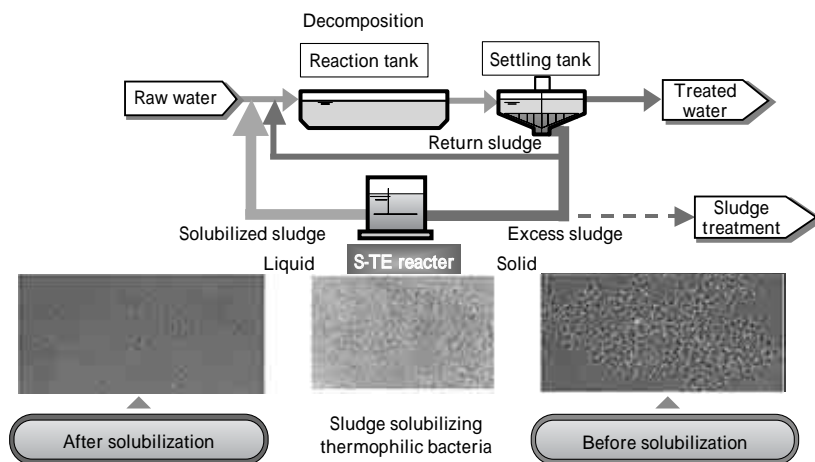 Decomposition
Reaction tank
Settling tank
Raw water
Treated
water
Return sludge
Solubilized sludge
Excess sludge
Sludge
treatment
Liquid
S-TE reacter
Solid
After solubilization
Sludge solubilizing
thermophilic bacteria
Before solubilization